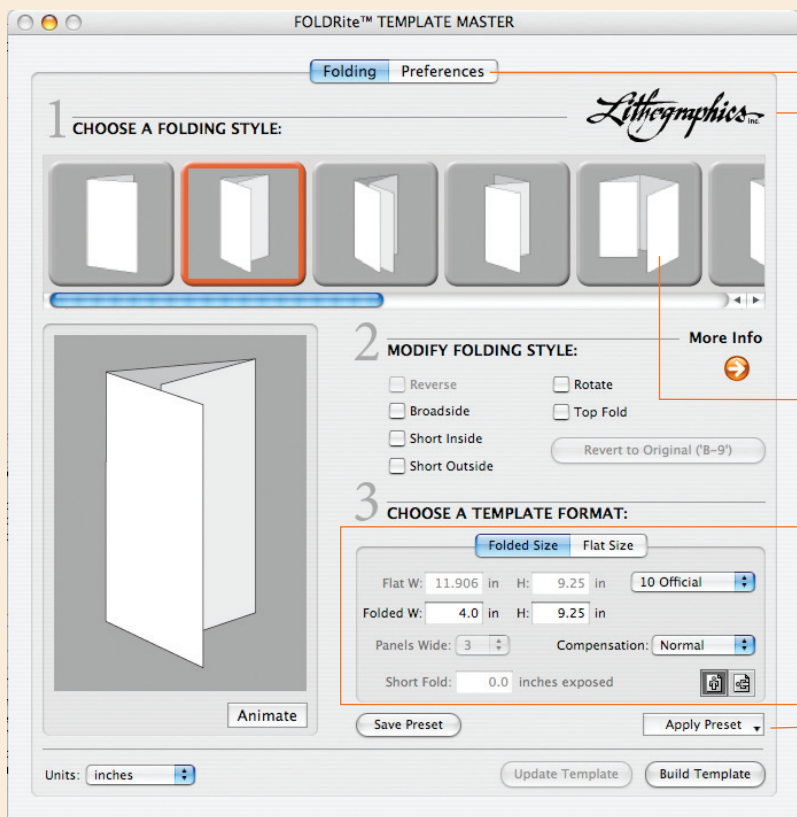 FOLDRite™ TEMPLATE MASTER
Folding Preferences
Lithographics Inc.
1 CHOOSE A FOLDING STYLE:
2 MODIFY FOLDING STYLE:
More Info
Reverse Rotate
Broadside Top Fold
Short Inside
Revert to Original ('B-9')
Short Outside
3 CHOOSE A TEMPLATE FORMAT:
Folded Size Flat Size
Flat W: 11.906 in H: 9.25 in 10 Official
Folded W: 4.0 in H: 9.25 in
Panels Wide: 3 Compensation: Normal
Short Fold: 0.0 inches exposed
Animate
Save Preset Apply Preset
Units: inches Update Template Build Template